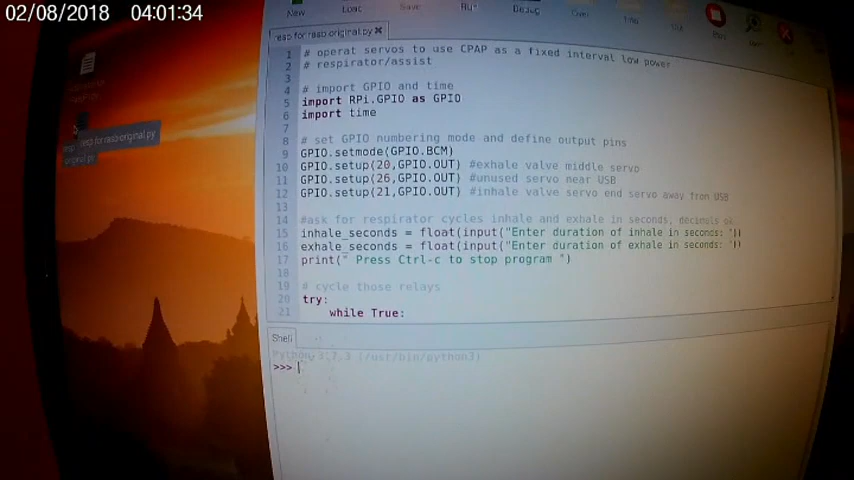 02/08/2018 04:01:34
New Load Save Run Debug Over Into Out Stop
resp for resp original.py ×
1 # operat servos to use CPAP as a fixed interval low power
2 # respirator/assist
3
4 # import GPIO and time
5 import RPi.GPIO as GPIO
6 import time
7
8 # set GPIO numbering mode and define output pins
9 GPIO.setmode(GPIO.BCM)
10 GPIO.setup(20,GPIO.OUT) #exhale valve middle servo
11 GPIO.setup(26,GPIO.OUT) #unused servo near USB
12 GPIO.setup(21,GPIO.OUT) #inhale valve servo end servo away from USB
13
14 #ask for respirator cycles inhale and exhale in seconds, decimals ok
15 inhale_seconds = float(input("Enter duration of inhale in seconds: "))
16 exhale_seconds = float(input("Enter duration of exhale in seconds: "))
17 print(" Press Ctrl-c to stop program ")
18
19 # cycle those relays
20 try:
21 while True:
Shell
Python 3.7.3 (/usr/bin/python3)
>>>
resp for resp original.py
original.py